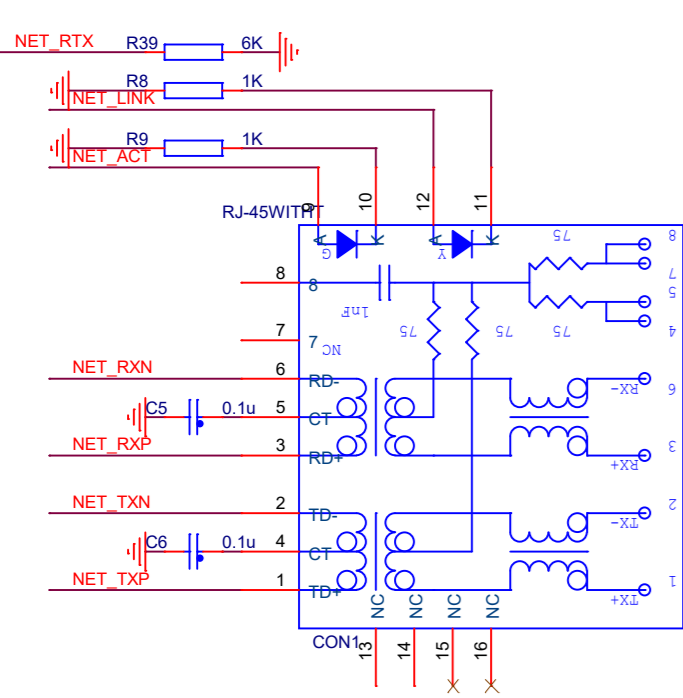 NET_RTX R39 6K
R8 1K
NET_LINK
R9 1K
NET_ACT
9 10 12 11
RJ-45WITHT
A G K A Y K
75 8
8 8 1nF 7
75 75 75 5
7 7 NC 4
NET_RXN 6 RD- RX- 6
C5 0.1u 5 CT
NET_RXP 3 RD+ RX+ 3
NET_TXN 2 TD- TX- 2
C6 0.1u 4 CT
NET_TXP 1 TD+ TX+ 1
NC NC NC NC
CON1
13 14 15 16